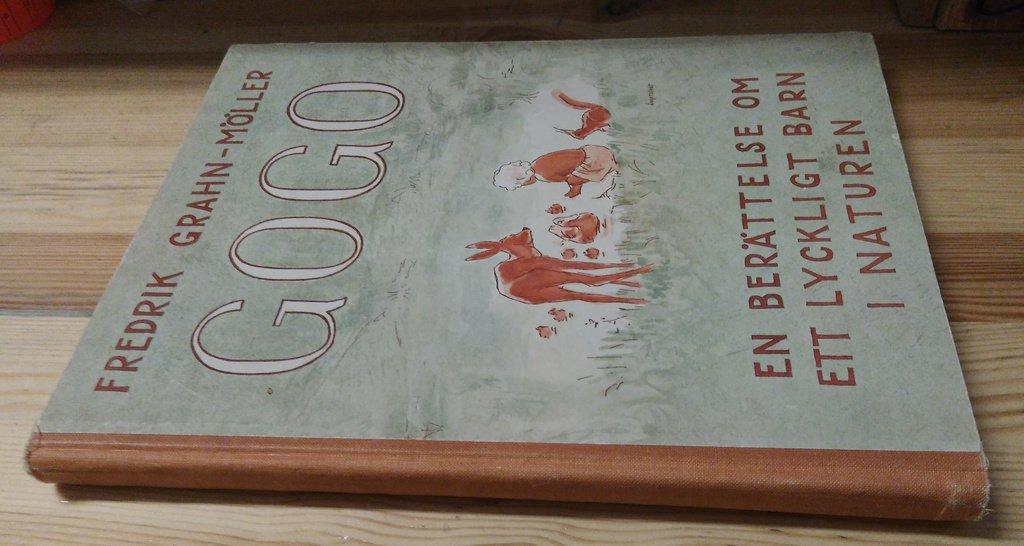 FREDRIK GRAHN-MÖLLER
GOGO
EN BERÄTTELSE OM
ETT LYCKLIGT BARN
I NATUREN